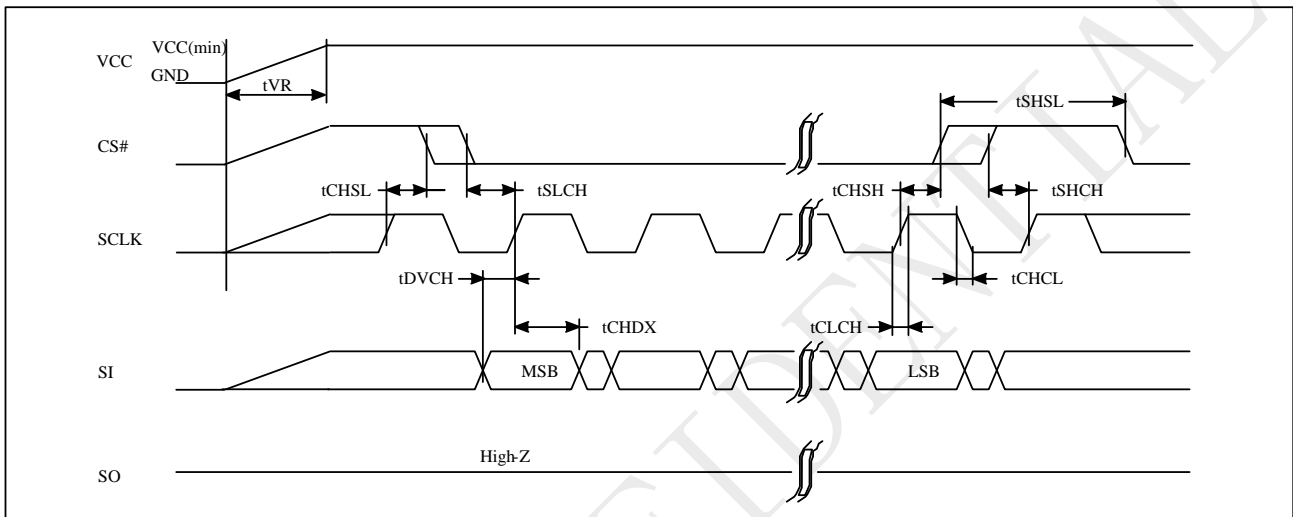 VCC(min)
VCC
GND
tVR
tSHSL
CS#
tCHSL
tSLCH
tCHSH
tSHCH
SCLK
tDVCH
tCHCL
tCHDX
tCLCH
SI
MSB
LSB
High-Z
SO